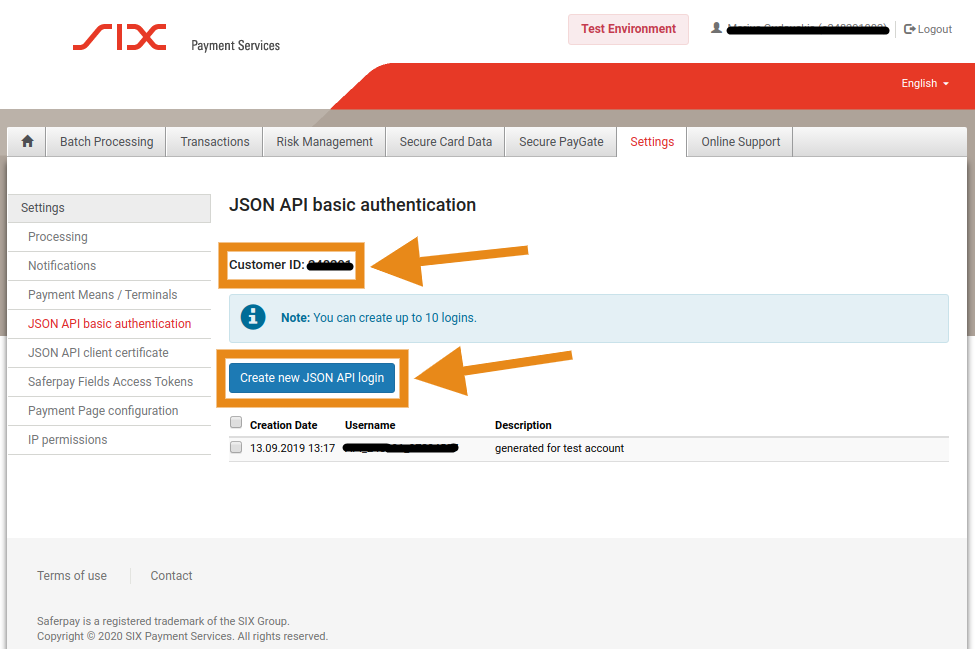 SIX
Payment Services
Test Environment
Logout
English
Batch Processing
Transactions
Risk Management
Secure Card Data
Secure PayGate
Settings
Online Support
Settings
Processing
Notifications
Payment Means / Terminals
JSON API basic authentication
JSON API client certificate
Saferpay Fields Access Tokens
Payment Page configuration
IP permissions
JSON API basic authentication
Customer ID:
Note: You can create up to 10 logins.
Create new JSON API login
Creation Date Username Description
13.09.2019 13:17 generated for test account
Terms of use
Contact
Saferpay is a registered trademark of the SIX Group.
Copyright © 2020 SIX Payment Services. All rights reserved.